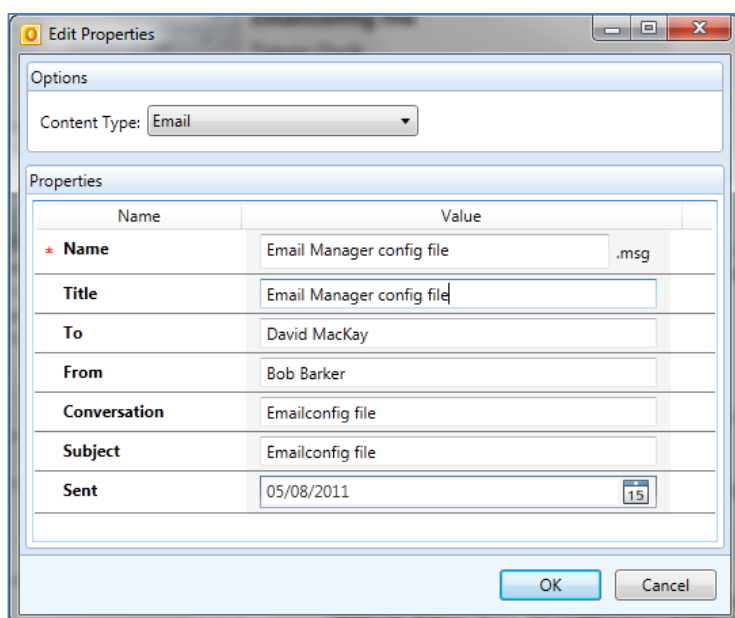 Edit Properties
Options
Content Type: Email
Properties
Name Value
* Name Email Manager config file .msg
Title Email Manager config file
To David MacKay
From Bob Barker
Conversation Emailconfig file
Subject Emailconfig file
Sent 05/08/2011 15
OK Cancel